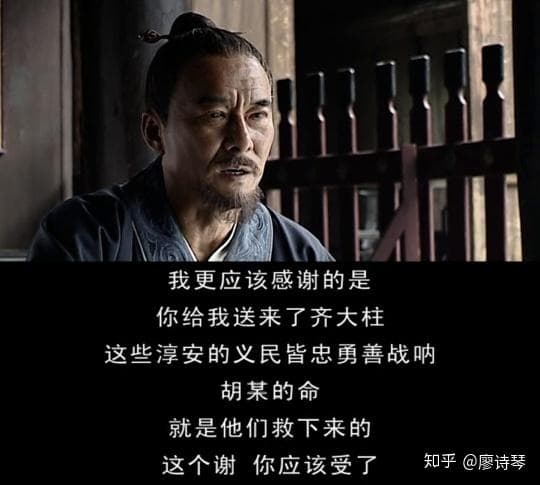 我更应该感谢的是
你给我送来了齐大柱
这些淳安的义民皆忠勇善战呐
胡某的命
就是他们救下来的
这个谢 你应该受了
知乎 @廖诗琴